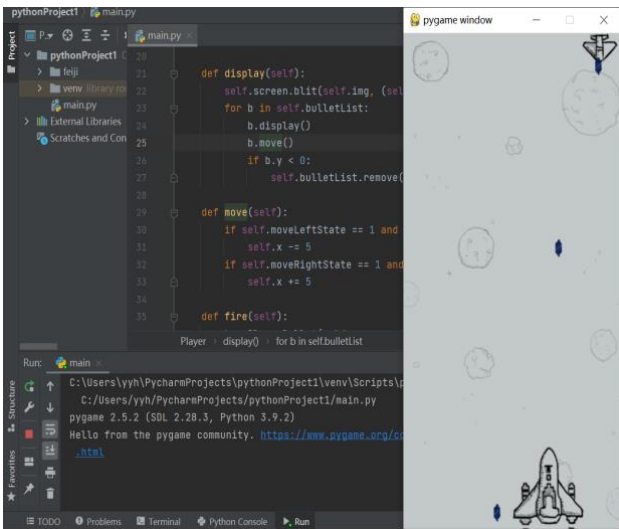 pythonProject1 main.py
Project
P..
main.py
pythonProject1
feiji
venv library
main.py
External Libraries
Scratches and Con
20
21 def display(self):
22 self.screen.blit(self.img, (sel
23 for b in self.bulletList:
24 b.display()
25 b.move()
26 if b.y < 0:
27 self.bulletList.remove(
28
29 def move(self):
30 if self.moveLeftState == 1 and
31 self.x -= 5
32 if self.moveRightState == 1 and
33 self.x += 5
34
35 def fire(self):
Player display() for b in self.bulletList
pygame window
Run: main
C:\Users\yyh\PycharmProjects\pythonProject1\venv\Scripts\p
C:/Users/yyh/PycharmProjects/pythonProject1/main.py
pygame 2.5.2 (SDL 2.28.3, Python 3.9.2)
Hello from the pygame community. https://www.pygame.org/co
.html
Structure
Favorites
TODO Problems Terminal Python Console Run